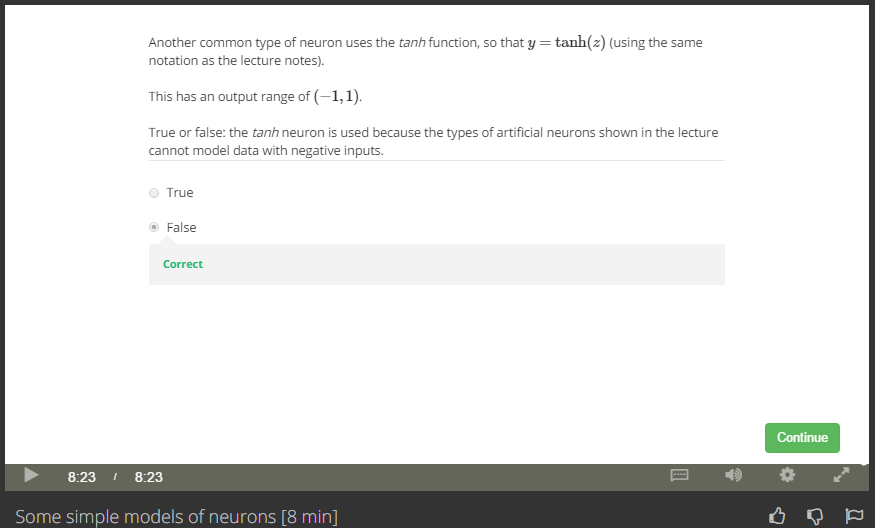 Another common type of neuron uses the tanh function, so that y = tanh(z) (using the same
notation as the lecture notes).
This has an output range of (−1, 1).
True or false: the tanh neuron is used because the types of artificial neurons shown in the lecture
cannot model data with negative inputs.
True
False
Correct
Continue
8:23 / 8:23
Some simple models of neurons [8 min]